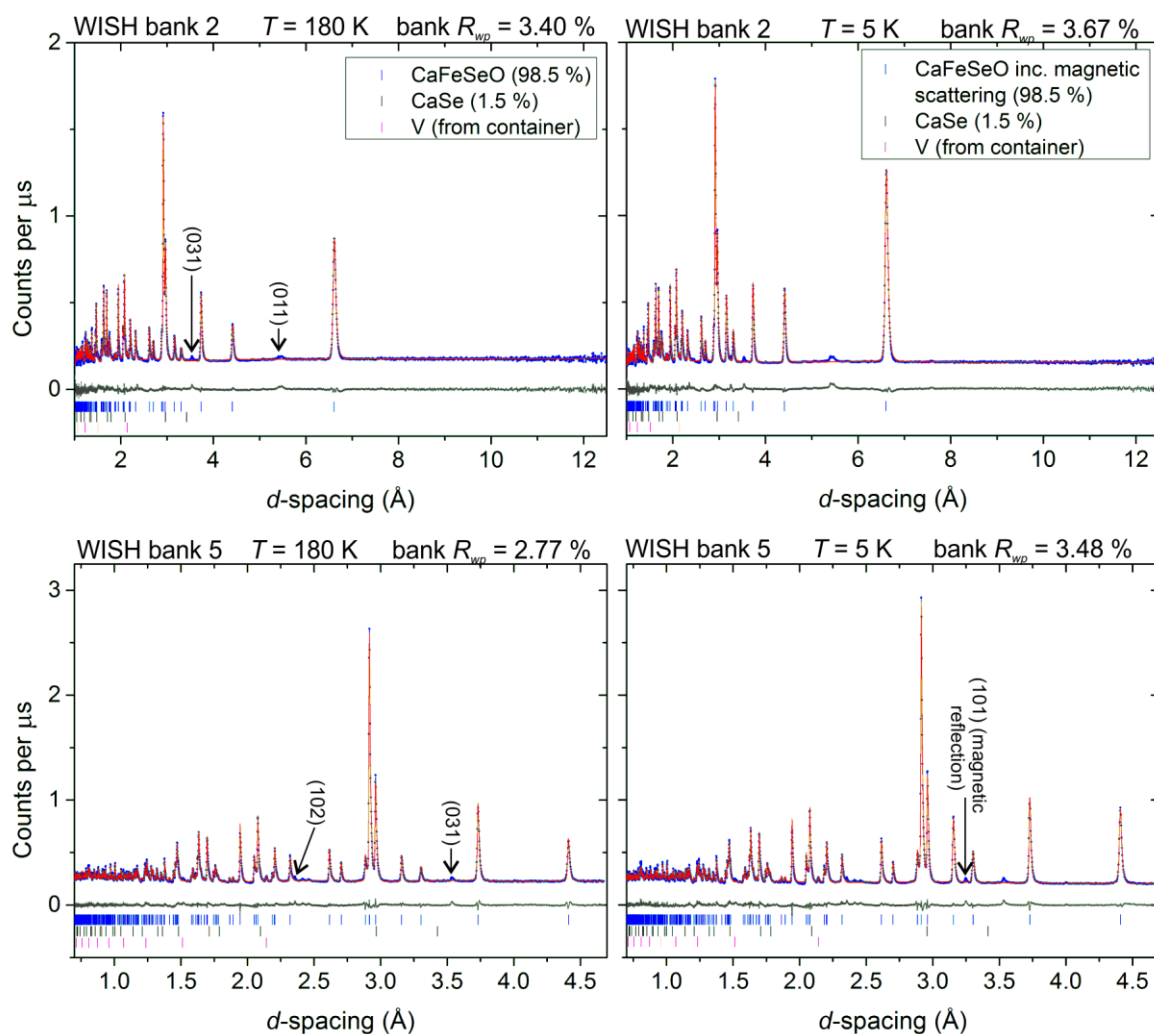 WISH bank 2 T = 180 K bank Rwp = 3.40 %
CaFeSeO (98.5 %)
CaSe (1.5 %)
V (from container)
(031)
(011)
Counts per µs
2
1
0
2 4 6 8 10 12
d-spacing (Å)
WISH bank 2 T = 5 K bank Rwp = 3.67 %
CaFeSeO inc. magnetic
scattering (98.5 %)
CaSe (1.5 %)
V (from container)
2 4 6 8 10 12
d-spacing (Å)
WISH bank 5 T = 180 K bank Rwp = 2.77 %
(102)
(031)
Counts per µs
3
2
1
0
1.0 1.5 2.0 2.5 3.0 3.5 4.0 4.5
d-spacing (Å)
WISH bank 5 T = 5 K bank Rwp = 3.48 %
(101) (magnetic
reflection)
1.0 1.5 2.0 2.5 3.0 3.5 4.0 4.5
d-spacing (Å)